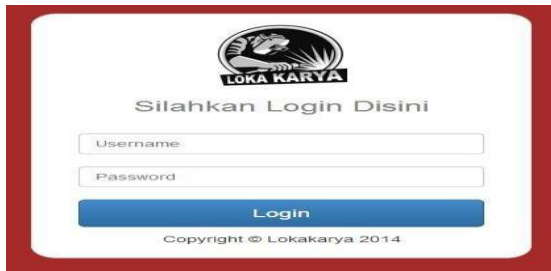 LOKA KARYA
Silahkan Login Disini
Username
Password
Login
Copyright © Lokakarya 2014